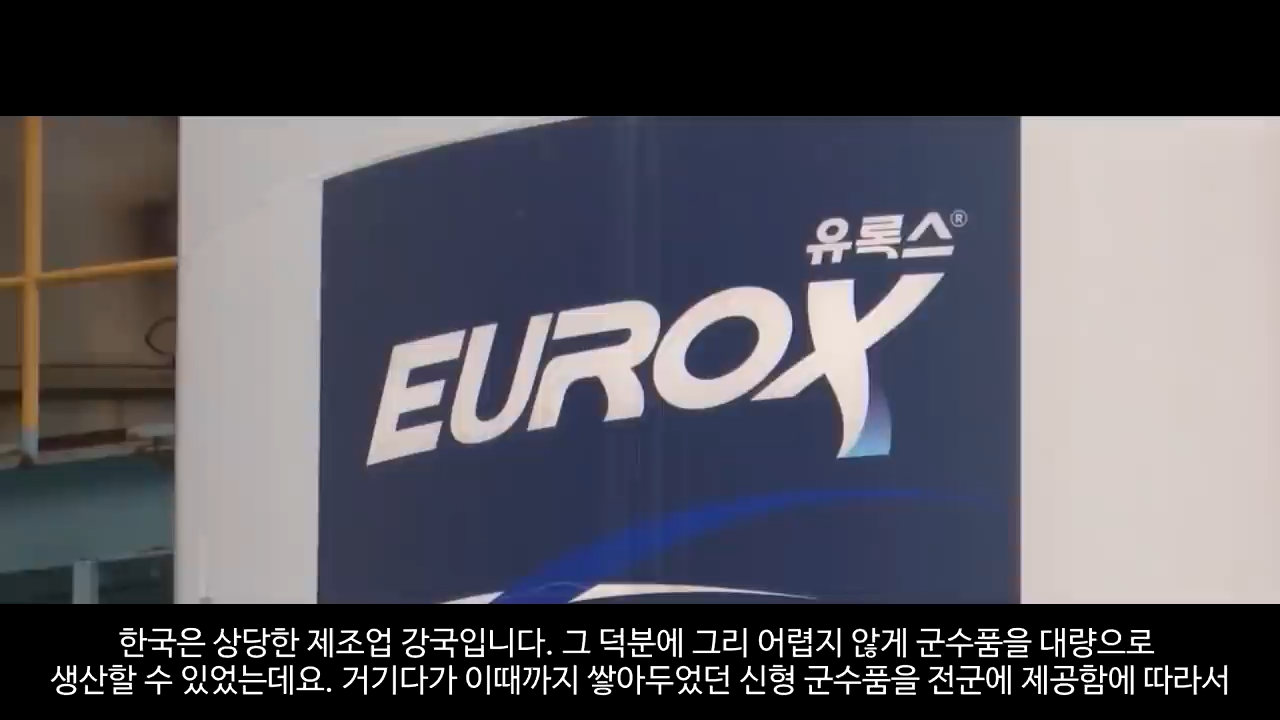 유록스®
EUROX
한국은 상당한 제조업 강국입니다. 그 덕분에 그리 어렵지 않게 군수품을 대량으로
생산할 수 있었는데요. 거기다가 이때까지 쌓아두었던 신형 군수품을 전군에 제공함에 따라서